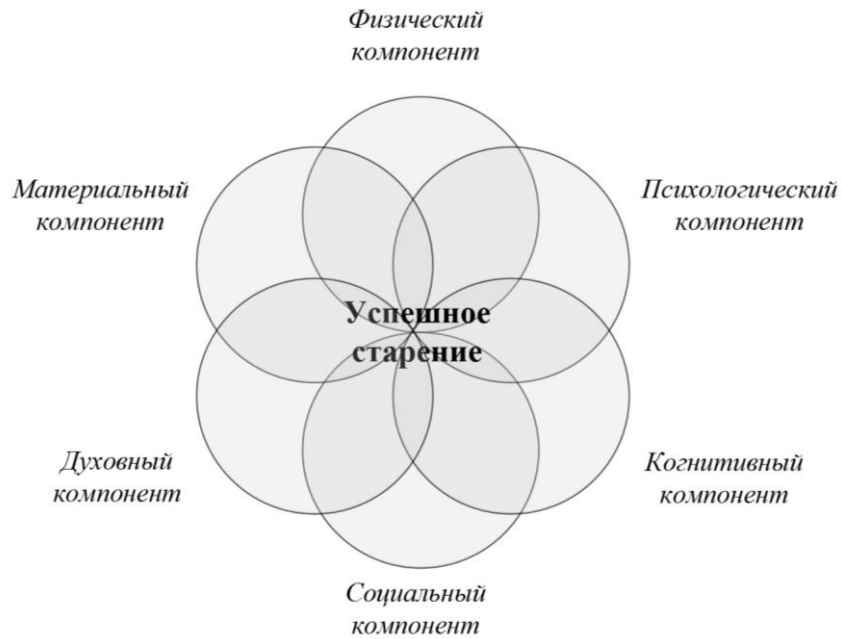 Физический
компонент
Материальный
компонент
Психологический
компонент
Успешное
старение
Духовный
компонент
Когнитивный
компонент
Социальный
компонент